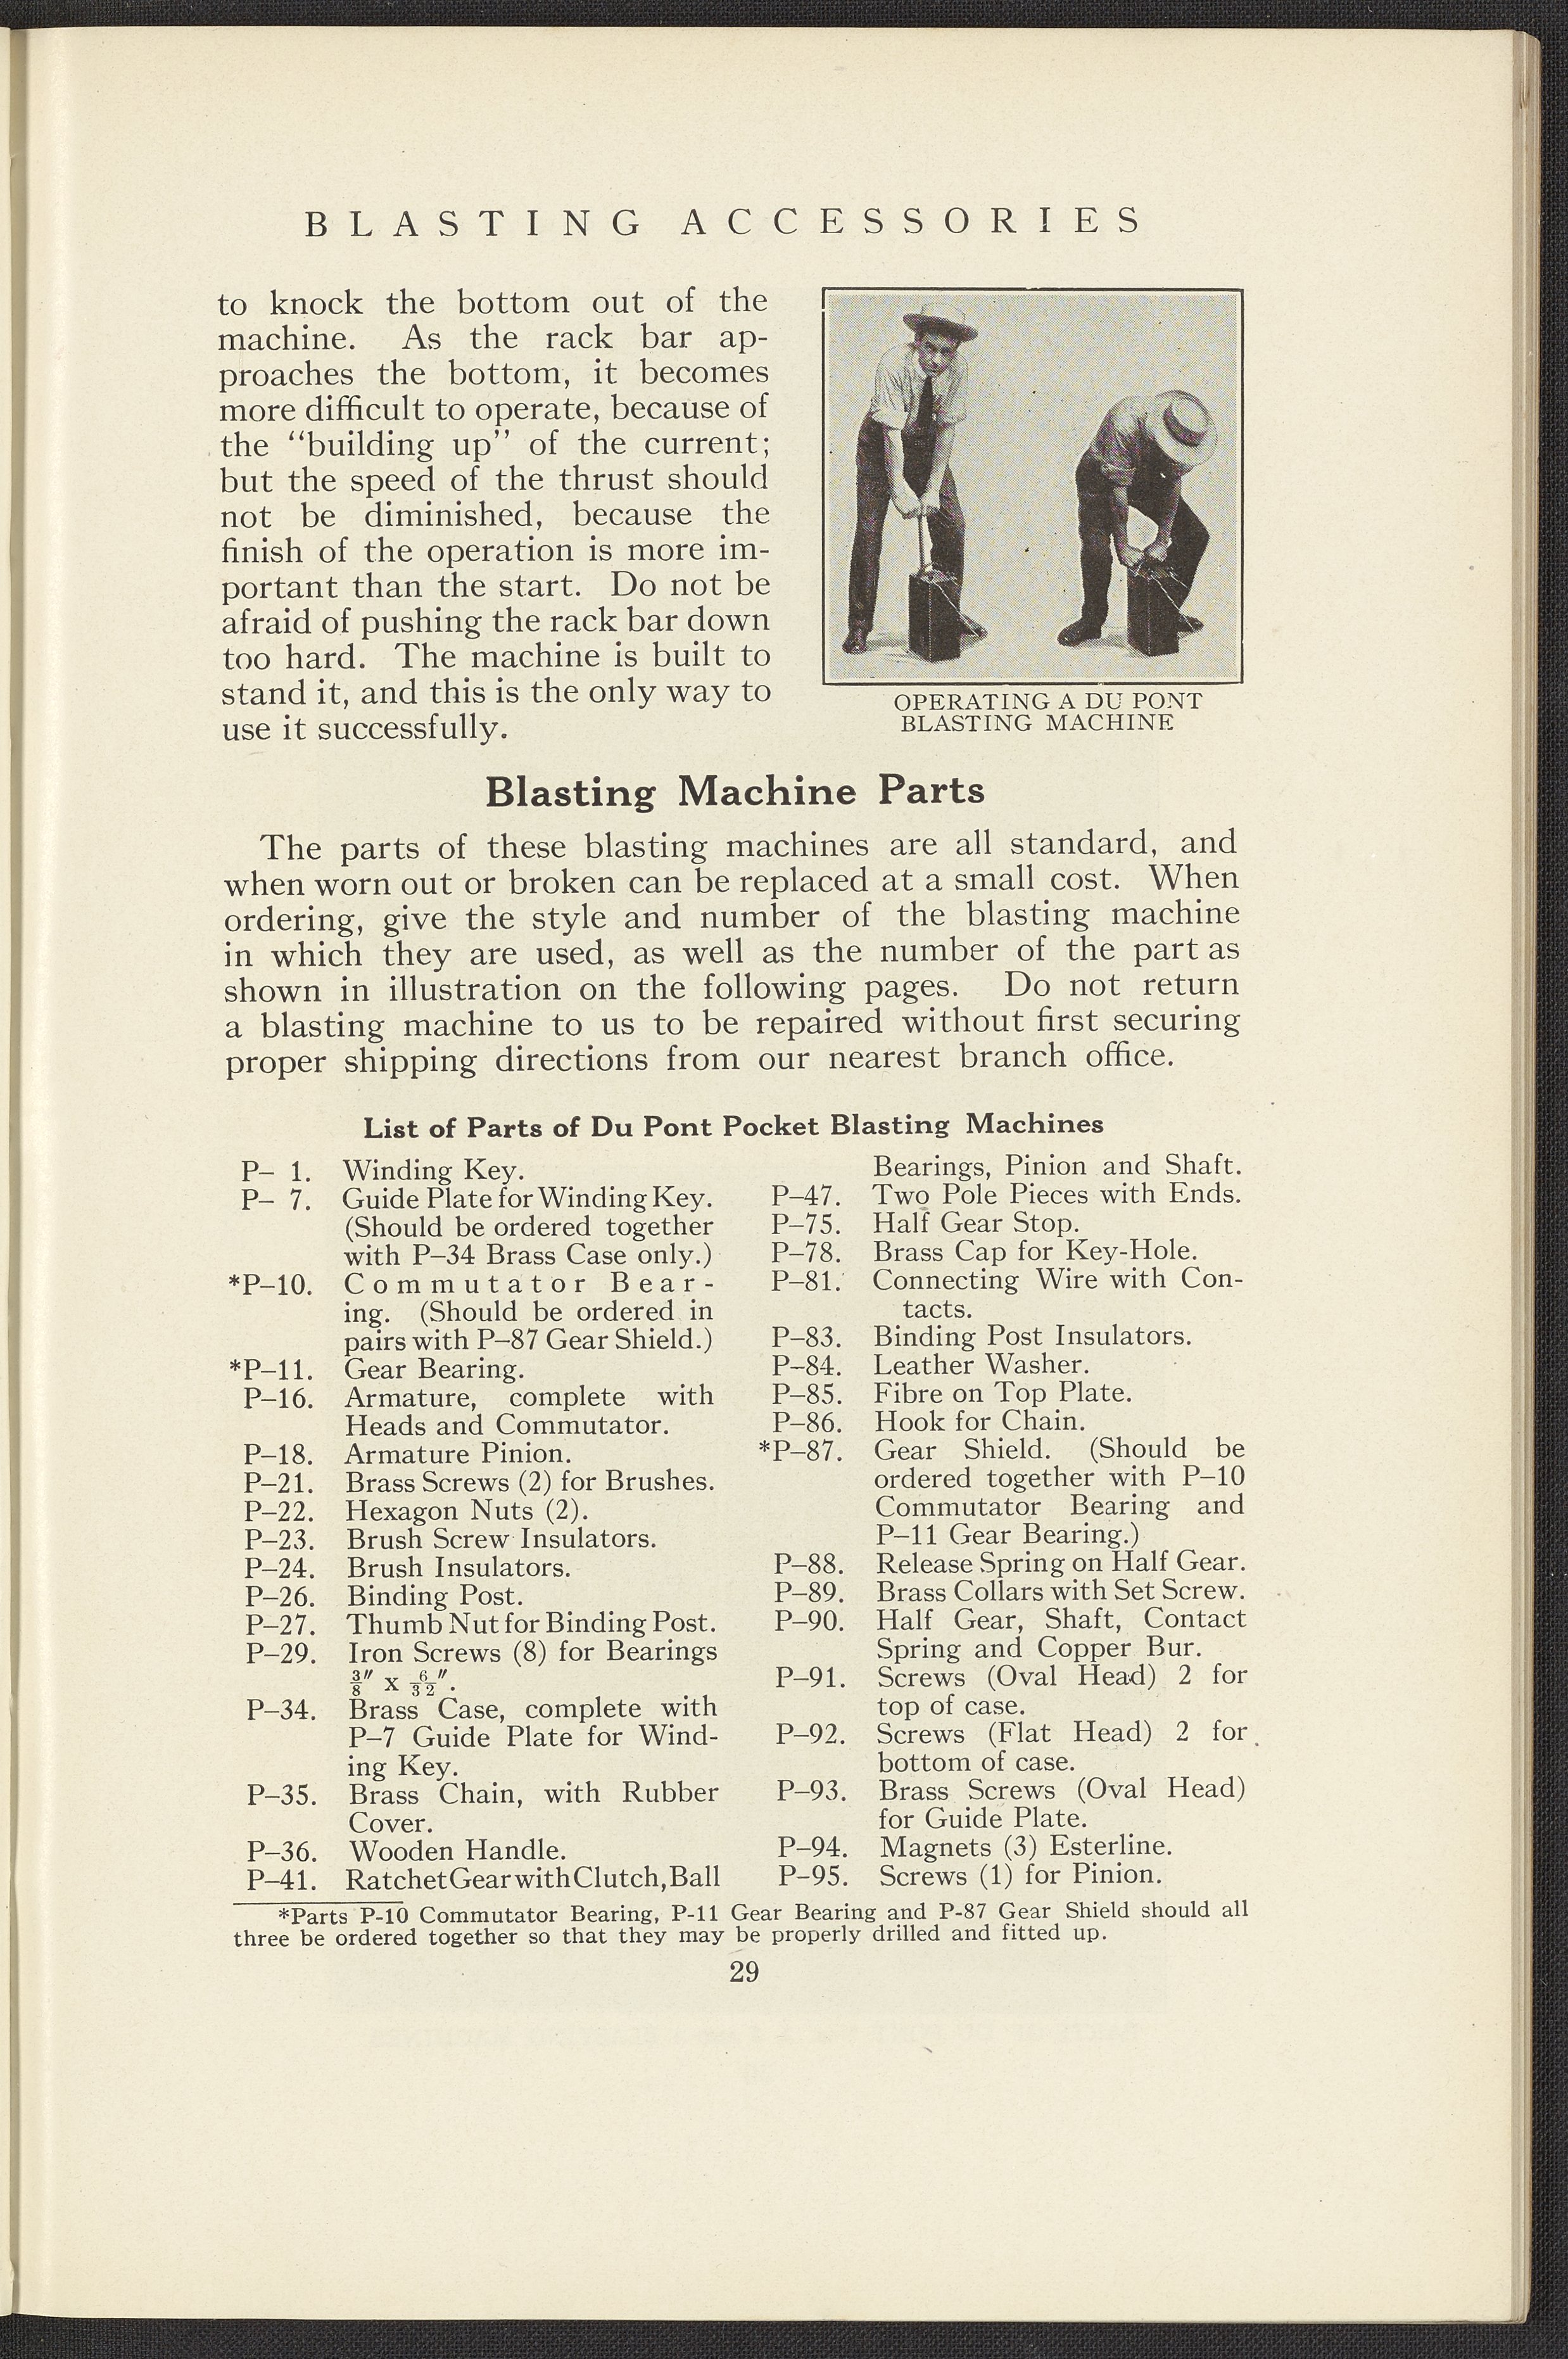 BLASTING ACCESSORIES
to knock the bottom out of the
machine. As the rack bar ap-
proaches the bottom, it becomes
more difficult to operate, because of
the “building up” of the current;
but the speed of the thrust should
not be diminished, because the
finish of the operation is more im-
portant than the start. Do not be
afraid of pushing the rack bar down
too hard. The machine is built to
stand it, and this is the only way to
use it successfully.
OPERATING A DU PONT
BLASTING MACHINE
Blasting Machine Parts
The parts of these blasting machines are all standard, and
when worn out or broken can be replaced at a small cost. When
ordering, give the style and number of the blasting machine
in which they are used, as well as the number of the part as
shown in illustration on the following pages. Do not return
a blasting machine to us to be repaired without first securing
proper shipping directions from our nearest branch office.
List of Parts of Du Pont Pocket Blasting Machines
P– 1. Winding Key.
P– 7. Guide Plate for Winding Key.
(Should be ordered together
with P–34 Brass Case only.)
*P–10. Commutator Bear-
ing. (Should be ordered in
pairs with P–87 Gear Shield.)
*P–11. Gear Bearing.
P–16. Armature, complete with
Heads and Commutator.
P–18. Armature Pinion.
P–21. Brass Screws (2) for Brushes.
P–22. Hexagon Nuts (2).
P–23. Brush Screw Insulators.
P–24. Brush Insulators.
P–26. Binding Post.
P–27. Thumb Nut for Binding Post.
P–29. Iron Screws (8) for Bearings
3/8″ x 6/32″.
P–34. Brass Case, complete with
P–7 Guide Plate for Wind-
ing Key.
P–35. Brass Chain, with Rubber
Cover.
P–36. Wooden Handle.
P–41. Ratchet Gear with Clutch, Ball
Bearings, Pinion and Shaft.
P–47. Two Pole Pieces with Ends.
P–75. Half Gear Stop.
P–78. Brass Cap for Key-Hole.
P–81. Connecting Wire with Con-
tacts.
P–83. Binding Post Insulators.
P–84. Leather Washer.
P–85. Fibre on Top Plate.
P–86. Hook for Chain.
*P–87. Gear Shield. (Should be
ordered together with P–10
Commutator Bearing and
P–11 Gear Bearing.)
P–88. Release Spring on Half Gear.
P–89. Brass Collars with Set Screw.
P–90. Half Gear, Shaft, Contact
Spring and Copper Bur.
P–91. Screws (Oval Head) 2 for
top of case.
P–92. Screws (Flat Head) 2 for
bottom of case.
P–93. Brass Screws (Oval Head)
for Guide Plate.
P–94. Magnets (3) Esterline.
P–95. Screws (1) for Pinion.
*Parts P-10 Commutator Bearing, P-11 Gear Bearing and P-87 Gear Shield should all
three be ordered together so that they may be properly drilled and fitted up.
29